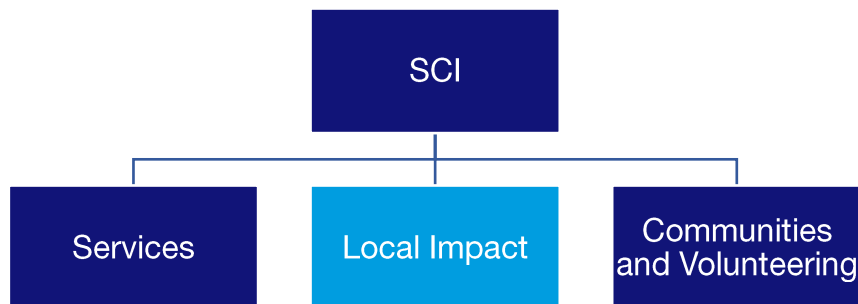 SCI
Services
Local Impact
Communities
and Volunteering